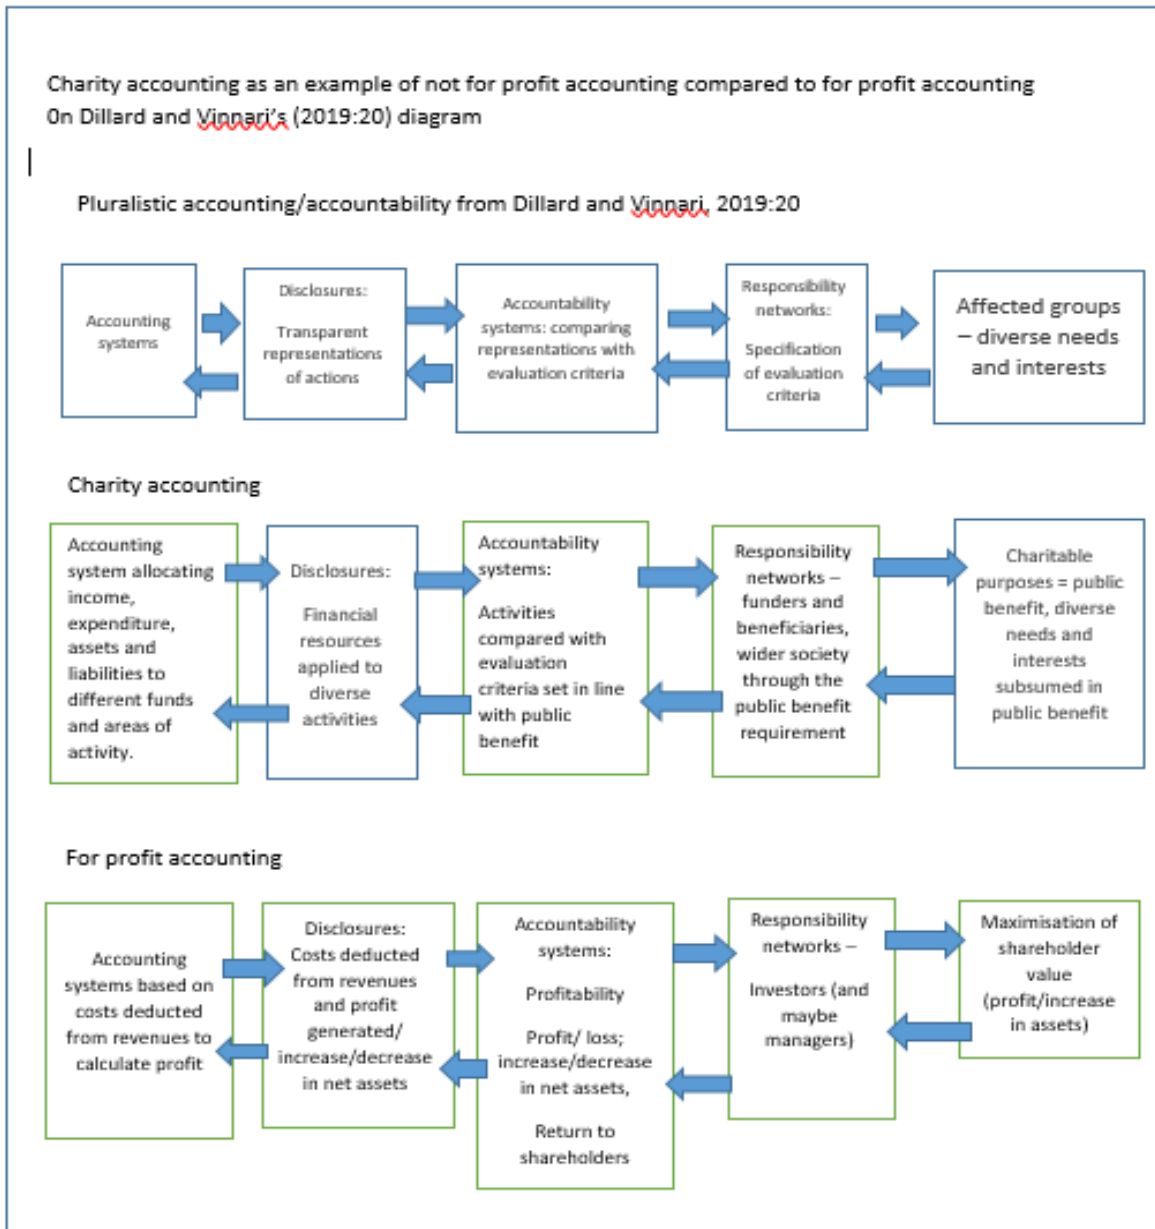 Charity accounting as an example of not for profit accounting compared to for profit accounting
0n Dillard and Vinnari's (2019:20) diagram
Pluralistic accounting/accountability from Dillard and Vinnari, 2019:20
Accounting
systems
Disclosures:
Transparent
representations
of actions
Accountability
systems: comparing
representations with
evaluation criteria
Responsibility
networks:
Specification
of evaluation
criteria
Affected groups
– diverse needs
and interests
Charity accounting
Accounting
system allocating
income,
expenditure,
assets and
liabilities to
different funds
and areas of
activity.
Disclosures:
Financial
resources
applied to
diverse
activities
Accountability
systems:
Activities
compared with
evaluation
criteria set in line
with public
benefit
Responsibility
networks –
funders and
beneficiaries,
wider society
through the
public benefit
requirement
Charitable
purposes = public
benefit, diverse
needs and
interests
subsumed in
public benefit
For profit accounting
Accounting
systems based on
costs deducted
from revenues to
calculate profit
Disclosures:
Costs deducted
from revenues
and profit
generated/
increase/decrease
in net assets
Accountability
systems:
Profitability
Profit/ loss;
increase/decrease
in net assets,
Return to
shareholders
Responsibility
networks –
Investors (and
maybe
managers)
Maximisation of
shareholder
value
(profit/increase
in assets)